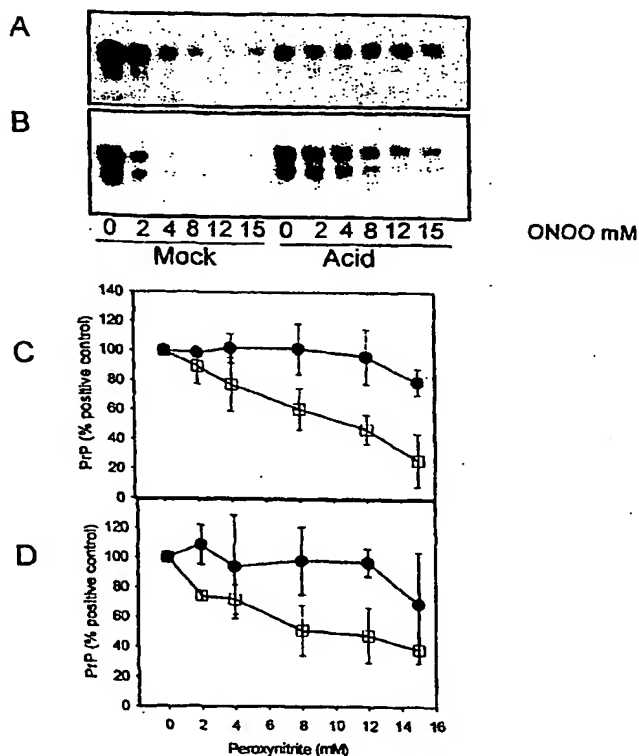 A
B
0 2 4 8 12 15 0 2 4 8 12 15 ONOO mM
Mock Acid
C
PrP (% positive control)
140
120
100
80
60
40
20
0
D
PrP (% positive control)
120
100
80
60
40
20
0
0 2 4 6 8 10 12 14 16
Peroxynitrite (mM)